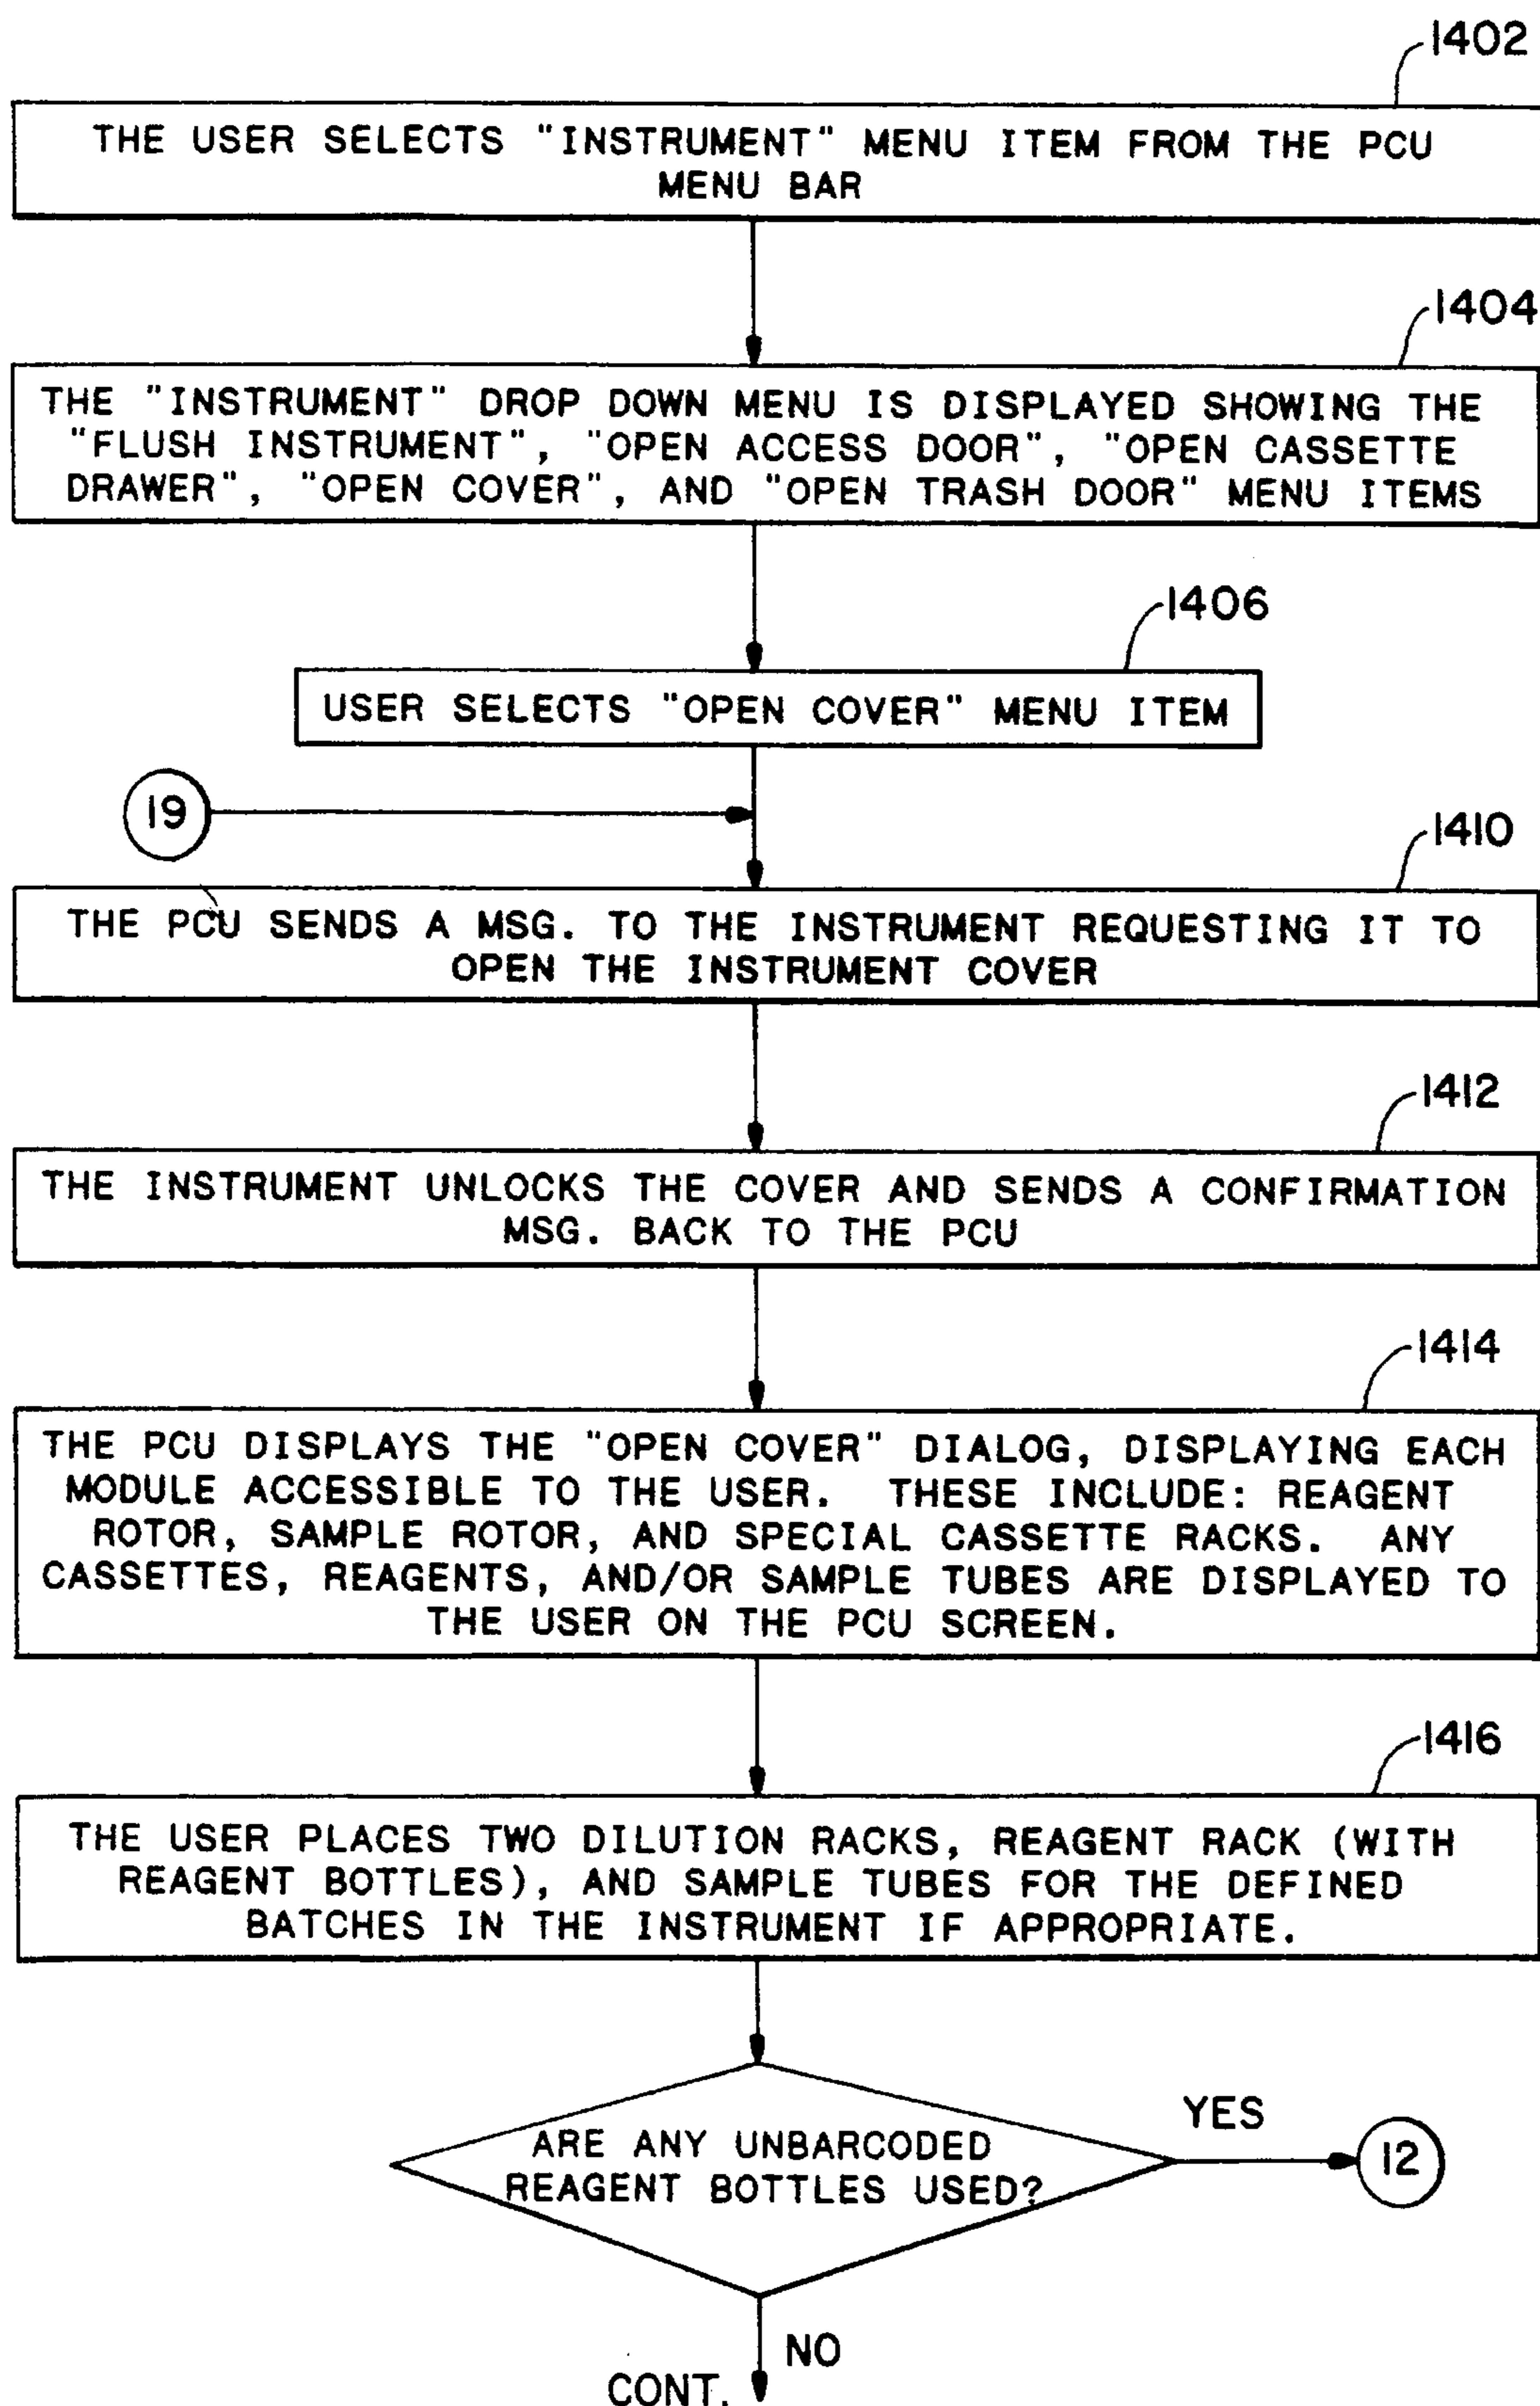 1402
THE USER SELECTS "INSTRUMENT" MENU ITEM FROM THE PCU
MENU BAR
1404
THE "INSTRUMENT" DROP DOWN MENU IS DISPLAYED SHOWING THE
"FLUSH INSTRUMENT", "OPEN ACCESS DOOR", "OPEN CASSETTE
DRAWER", "OPEN COVER", AND "OPEN TRASH DOOR" MENU ITEMS
1406
USER SELECTS "OPEN COVER" MENU ITEM
19
1410
THE PCU SENDS A MSG. TO THE INSTRUMENT REQUESTING IT TO
OPEN THE INSTRUMENT COVER
1412
THE INSTRUMENT UNLOCKS THE COVER AND SENDS A CONFIRMATION
MSG. BACK TO THE PCU
1414
THE PCU DISPLAYS THE "OPEN COVER" DIALOG, DISPLAYING EACH
MODULE ACCESSIBLE TO THE USER. THESE INCLUDE: REAGENT
ROTOR, SAMPLE ROTOR, AND SPECIAL CASSETTE RACKS. ANY
CASSETTES, REAGENTS, AND/OR SAMPLE TUBES ARE DISPLAYED TO
THE USER ON THE PCU SCREEN.
1416
THE USER PLACES TWO DILUTION RACKS, REAGENT RACK (WITH
REAGENT BOTTLES), AND SAMPLE TUBES FOR THE DEFINED
BATCHES IN THE INSTRUMENT IF APPROPRIATE.
ARE ANY UNBARCODED
REAGENT BOTTLES USED?
YES
12
NO
CONT.